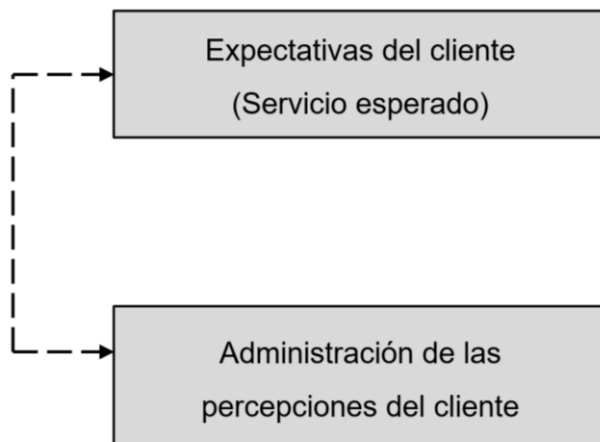 Expectativas del cliente
(Servicio esperado)
Administración de las
percepciones del cliente